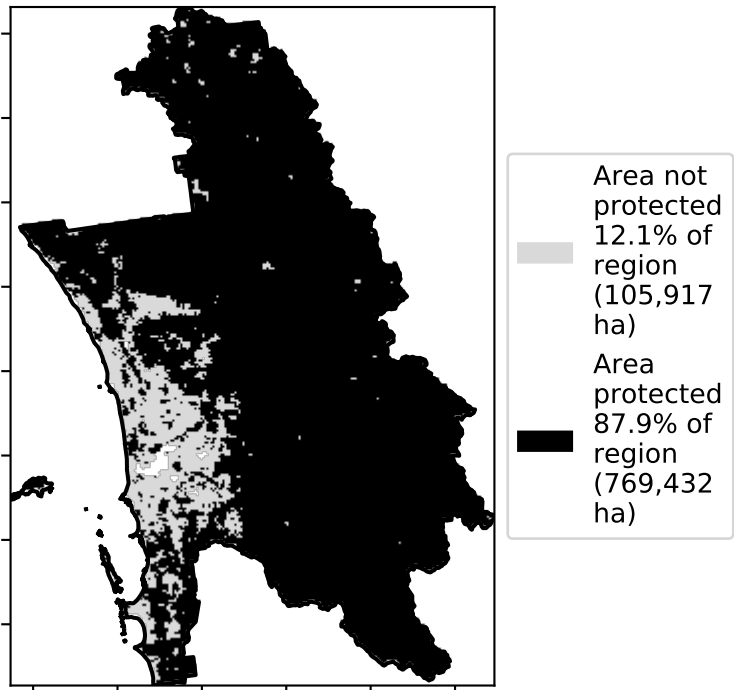 Area not
protected
12.1% of
region
(105,917
ha)
Area
protected
87.9% of
region
(769,432
ha)